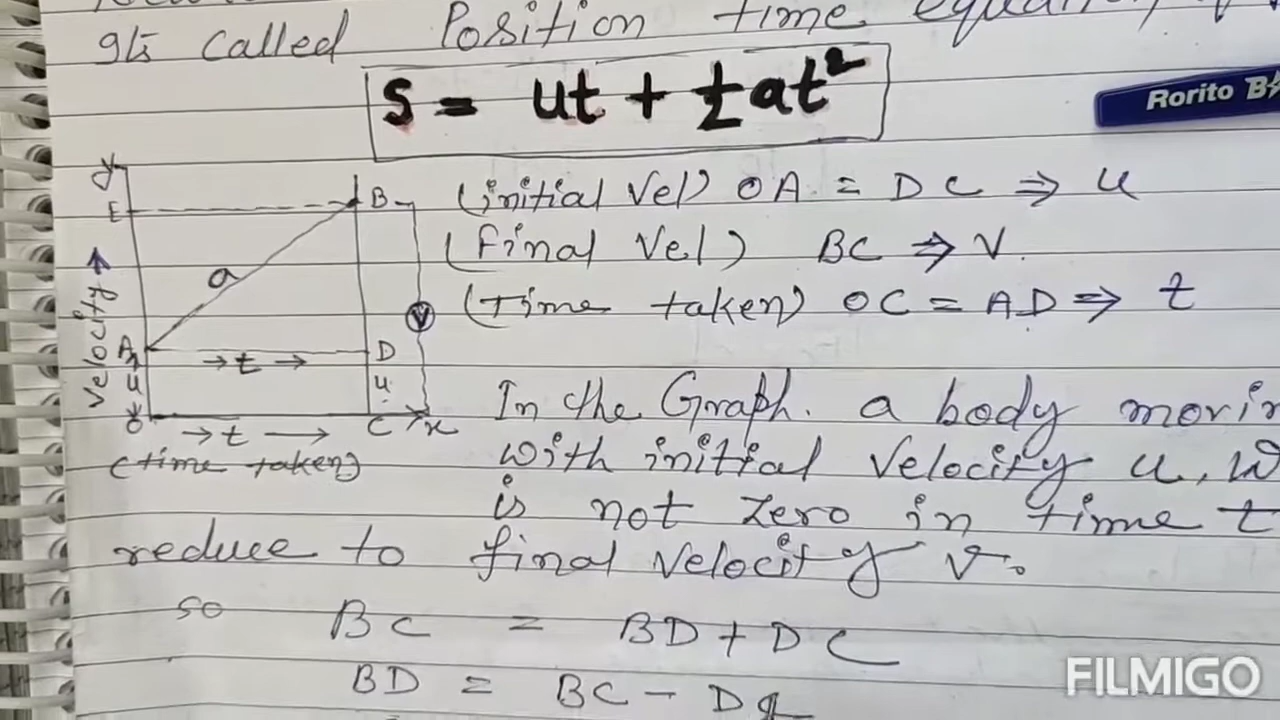 It is called Position time equation
S = ut + ½at²
Rorito
y
E
B
(initial Vel) OA = DC ⇒ u
a
(Final Vel) BC ⇒ V
(Time taken) OC = AD ⇒ t
Velocity →
V
A
→ t →
D
u
u
O
→ t →
C
x
(time taken)
In the Graph. a body movin
with initial Velocity u, w
is not zero in time t
reduce to final Velocity v.
so BC = BD + DC
BD = BC - D
FILMIGO